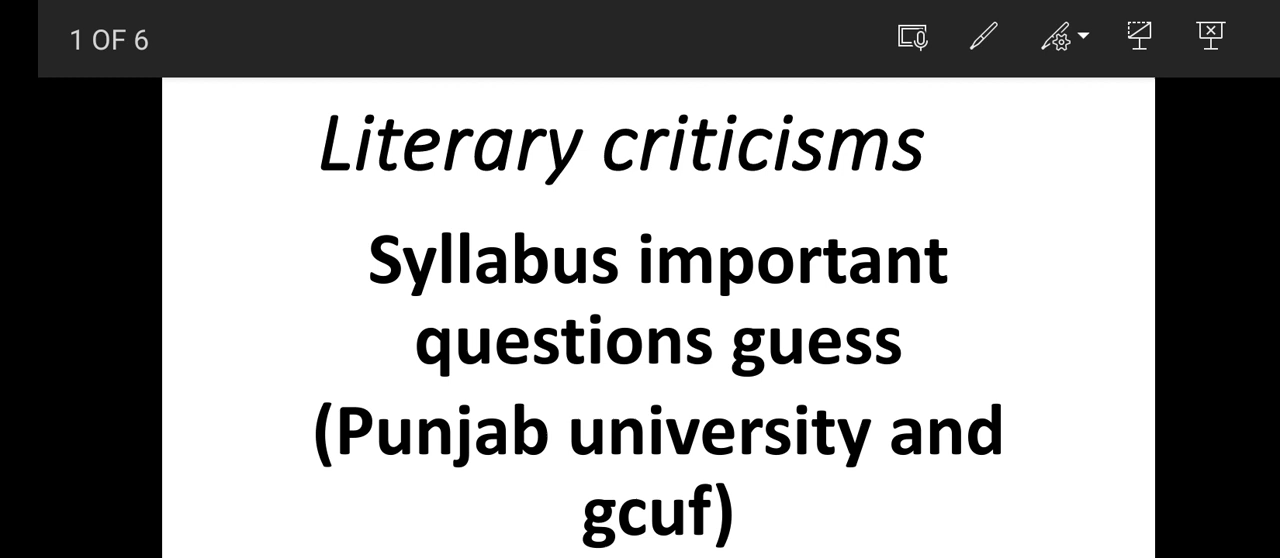 1 OF 6
Literary criticisms
Syllabus important
questions guess
(Punjab university and
gcuf)